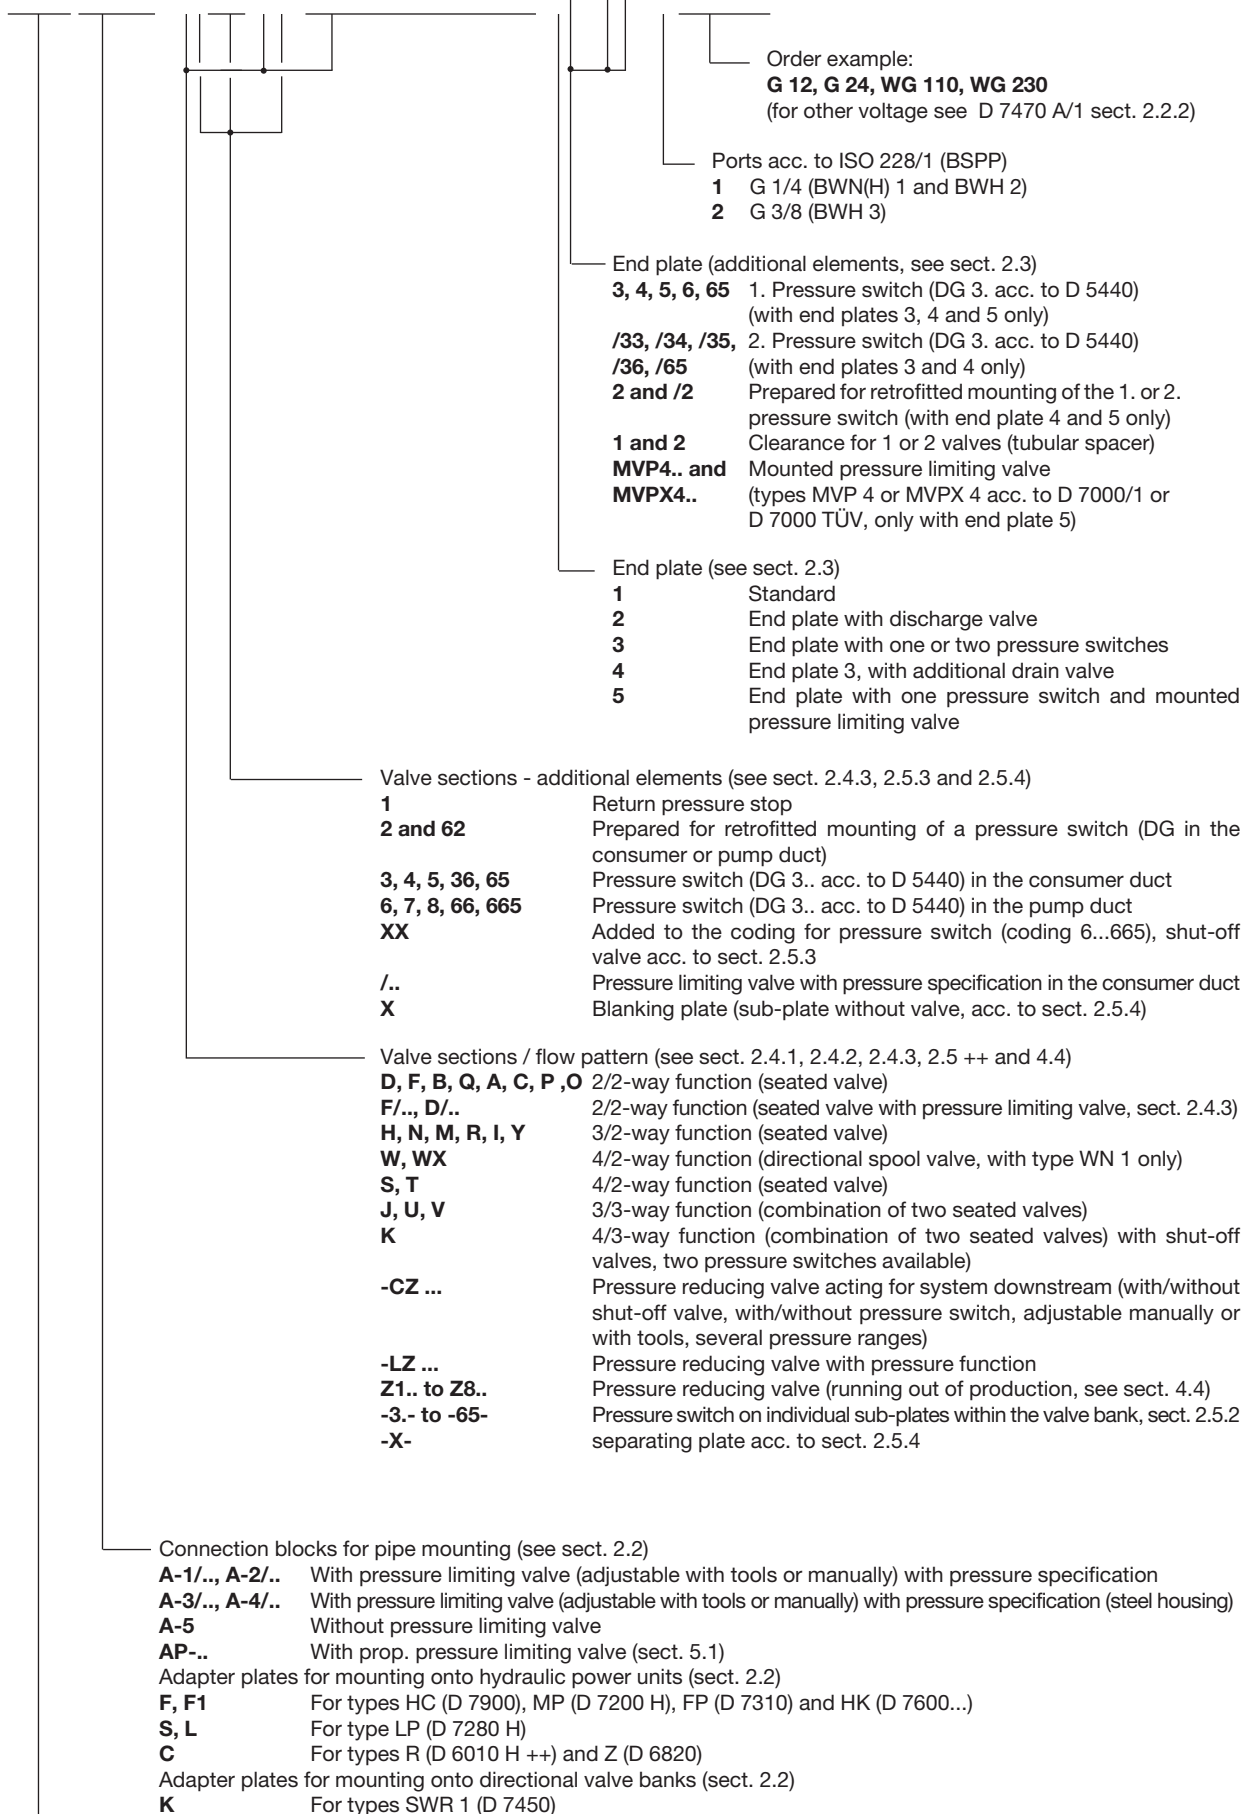 Order example:
G 12, G 24, WG 110, WG 230
(for other voltage see D 7470 A/1 sect. 2.2.2)
Ports acc. to ISO 228/1 (BSPP)
1 G 1/4 (BWN(H) 1 and BWH 2)
2 G 3/8 (BWH 3)
End plate (additional elements, see sect. 2.3)
3, 4, 5, 6, 65 1. Pressure switch (DG 3. acc. to D 5440)
(with end plates 3, 4 and 5 only)
/33, /34, /35, 2. Pressure switch (DG 3. acc. to D 5440)
/36, /65 (with end plates 3 and 4 only)
2 and /2 Prepared for retrofitted mounting of the 1. or 2.
pressure switch (with end plate 4 and 5 only)
1 and 2 Clearance for 1 or 2 valves (tubular spacer)
MVP4.. and Mounted pressure limiting valve
MVPX4.. (types MVP 4 or MVPX 4 acc. to D 7000/1 or
D 7000 TÜV, only with end plate 5)
End plate (see sect. 2.3)
1 Standard
2 End plate with discharge valve
3 End plate with one or two pressure switches
4 End plate 3, with additional drain valve
5 End plate with one pressure switch and mounted
pressure limiting valve
Valve sections - additional elements (see sect. 2.4.3, 2.5.3 and 2.5.4)
1 Return pressure stop
2 and 62 Prepared for retrofitted mounting of a pressure switch (DG in the
consumer or pump duct)
3, 4, 5, 36, 65 Pressure switch (DG 3.. acc. to D 5440) in the consumer duct
6, 7, 8, 66, 665 Pressure switch (DG 3.. acc. to D 5440) in the pump duct
XX Added to the coding for pressure switch (coding 6...665), shut-off
valve acc. to sect. 2.5.3
/.. Pressure limiting valve with pressure specification in the consumer duct
X Blanking plate (sub-plate without valve, acc. to sect. 2.5.4)
Valve sections / flow pattern (see sect. 2.4.1, 2.4.2, 2.4.3, 2.5 ++ and 4.4)
D, F, B, Q, A, C, P ,O 2/2-way function (seated valve)
F/.., D/.. 2/2-way function (seated valve with pressure limiting valve, sect. 2.4.3)
H, N, M, R, I, Y 3/2-way function (seated valve)
W, WX 4/2-way function (directional spool valve, with type WN 1 only)
S, T 4/2-way function (seated valve)
J, U, V 3/3-way function (combination of two seated valves)
K 4/3-way function (combination of two seated valves) with shut-off
valves, two pressure switches available)
-CZ ... Pressure reducing valve acting for system downstream (with/without
shut-off valve, with/without pressure switch, adjustable manually or
with tools, several pressure ranges)
-LZ ... Pressure reducing valve with pressure function
Z1.. to Z8.. Pressure reducing valve (running out of production, see sect. 4.4)
-3.- to -65- Pressure switch on individual sub-plates within the valve bank, sect. 2.5.2
-X- separating plate acc. to sect. 2.5.4
Connection blocks for pipe mounting (see sect. 2.2)
A-1/.., A-2/.. With pressure limiting valve (adjustable with tools or manually) with pressure specification
A-3/.., A-4/.. With pressure limiting valve (adjustable with tools or manually) with pressure specification (steel housing)
A-5 Without pressure limiting valve
AP-.. With prop. pressure limiting valve (sect. 5.1)
Adapter plates for mounting onto hydraulic power units (sect. 2.2)
F, F1 For types HC (D 7900), MP (D 7200 H), FP (D 7310) and HK (D 7600...)
S, L For type LP (D 7280 H)
C For types R (D 6010 H ++) and Z (D 6820)
Adapter plates for mounting onto directional valve banks (sect. 2.2)
K For types SWR 1 (D 7450)